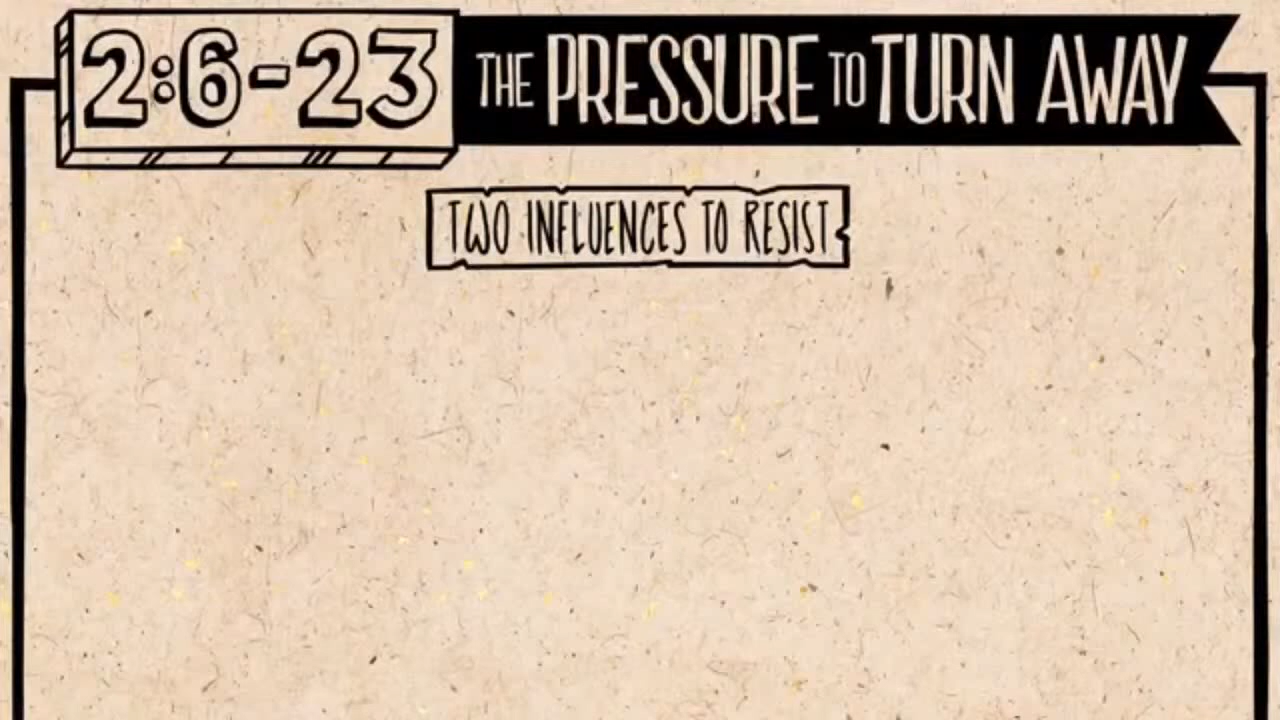 2:6-23 THE PRESSURE TO TURN AWAY
TWO INFLUENCES TO RESIST